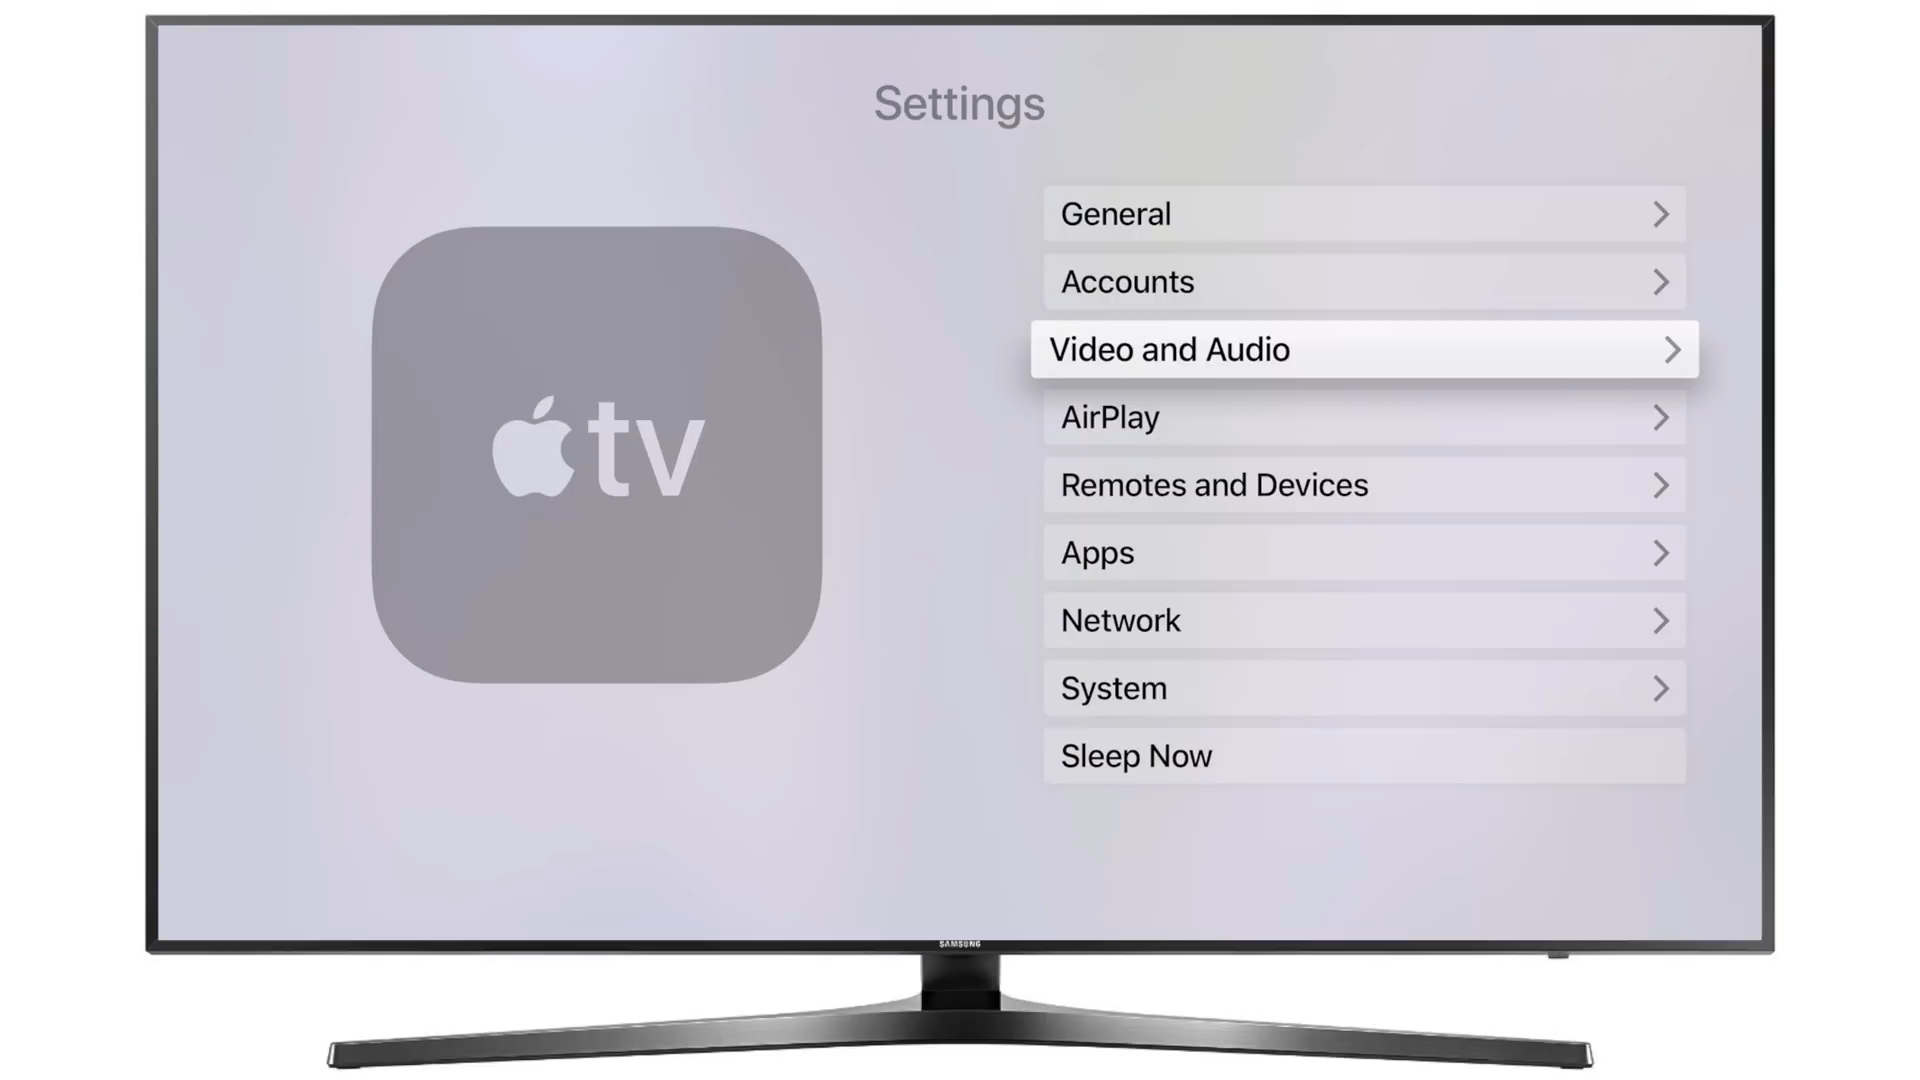 Settings
tv
General
Accounts
Video and Audio
AirPlay
Remotes and Devices
Apps
Network
System
Sleep Now
SAMSUNG